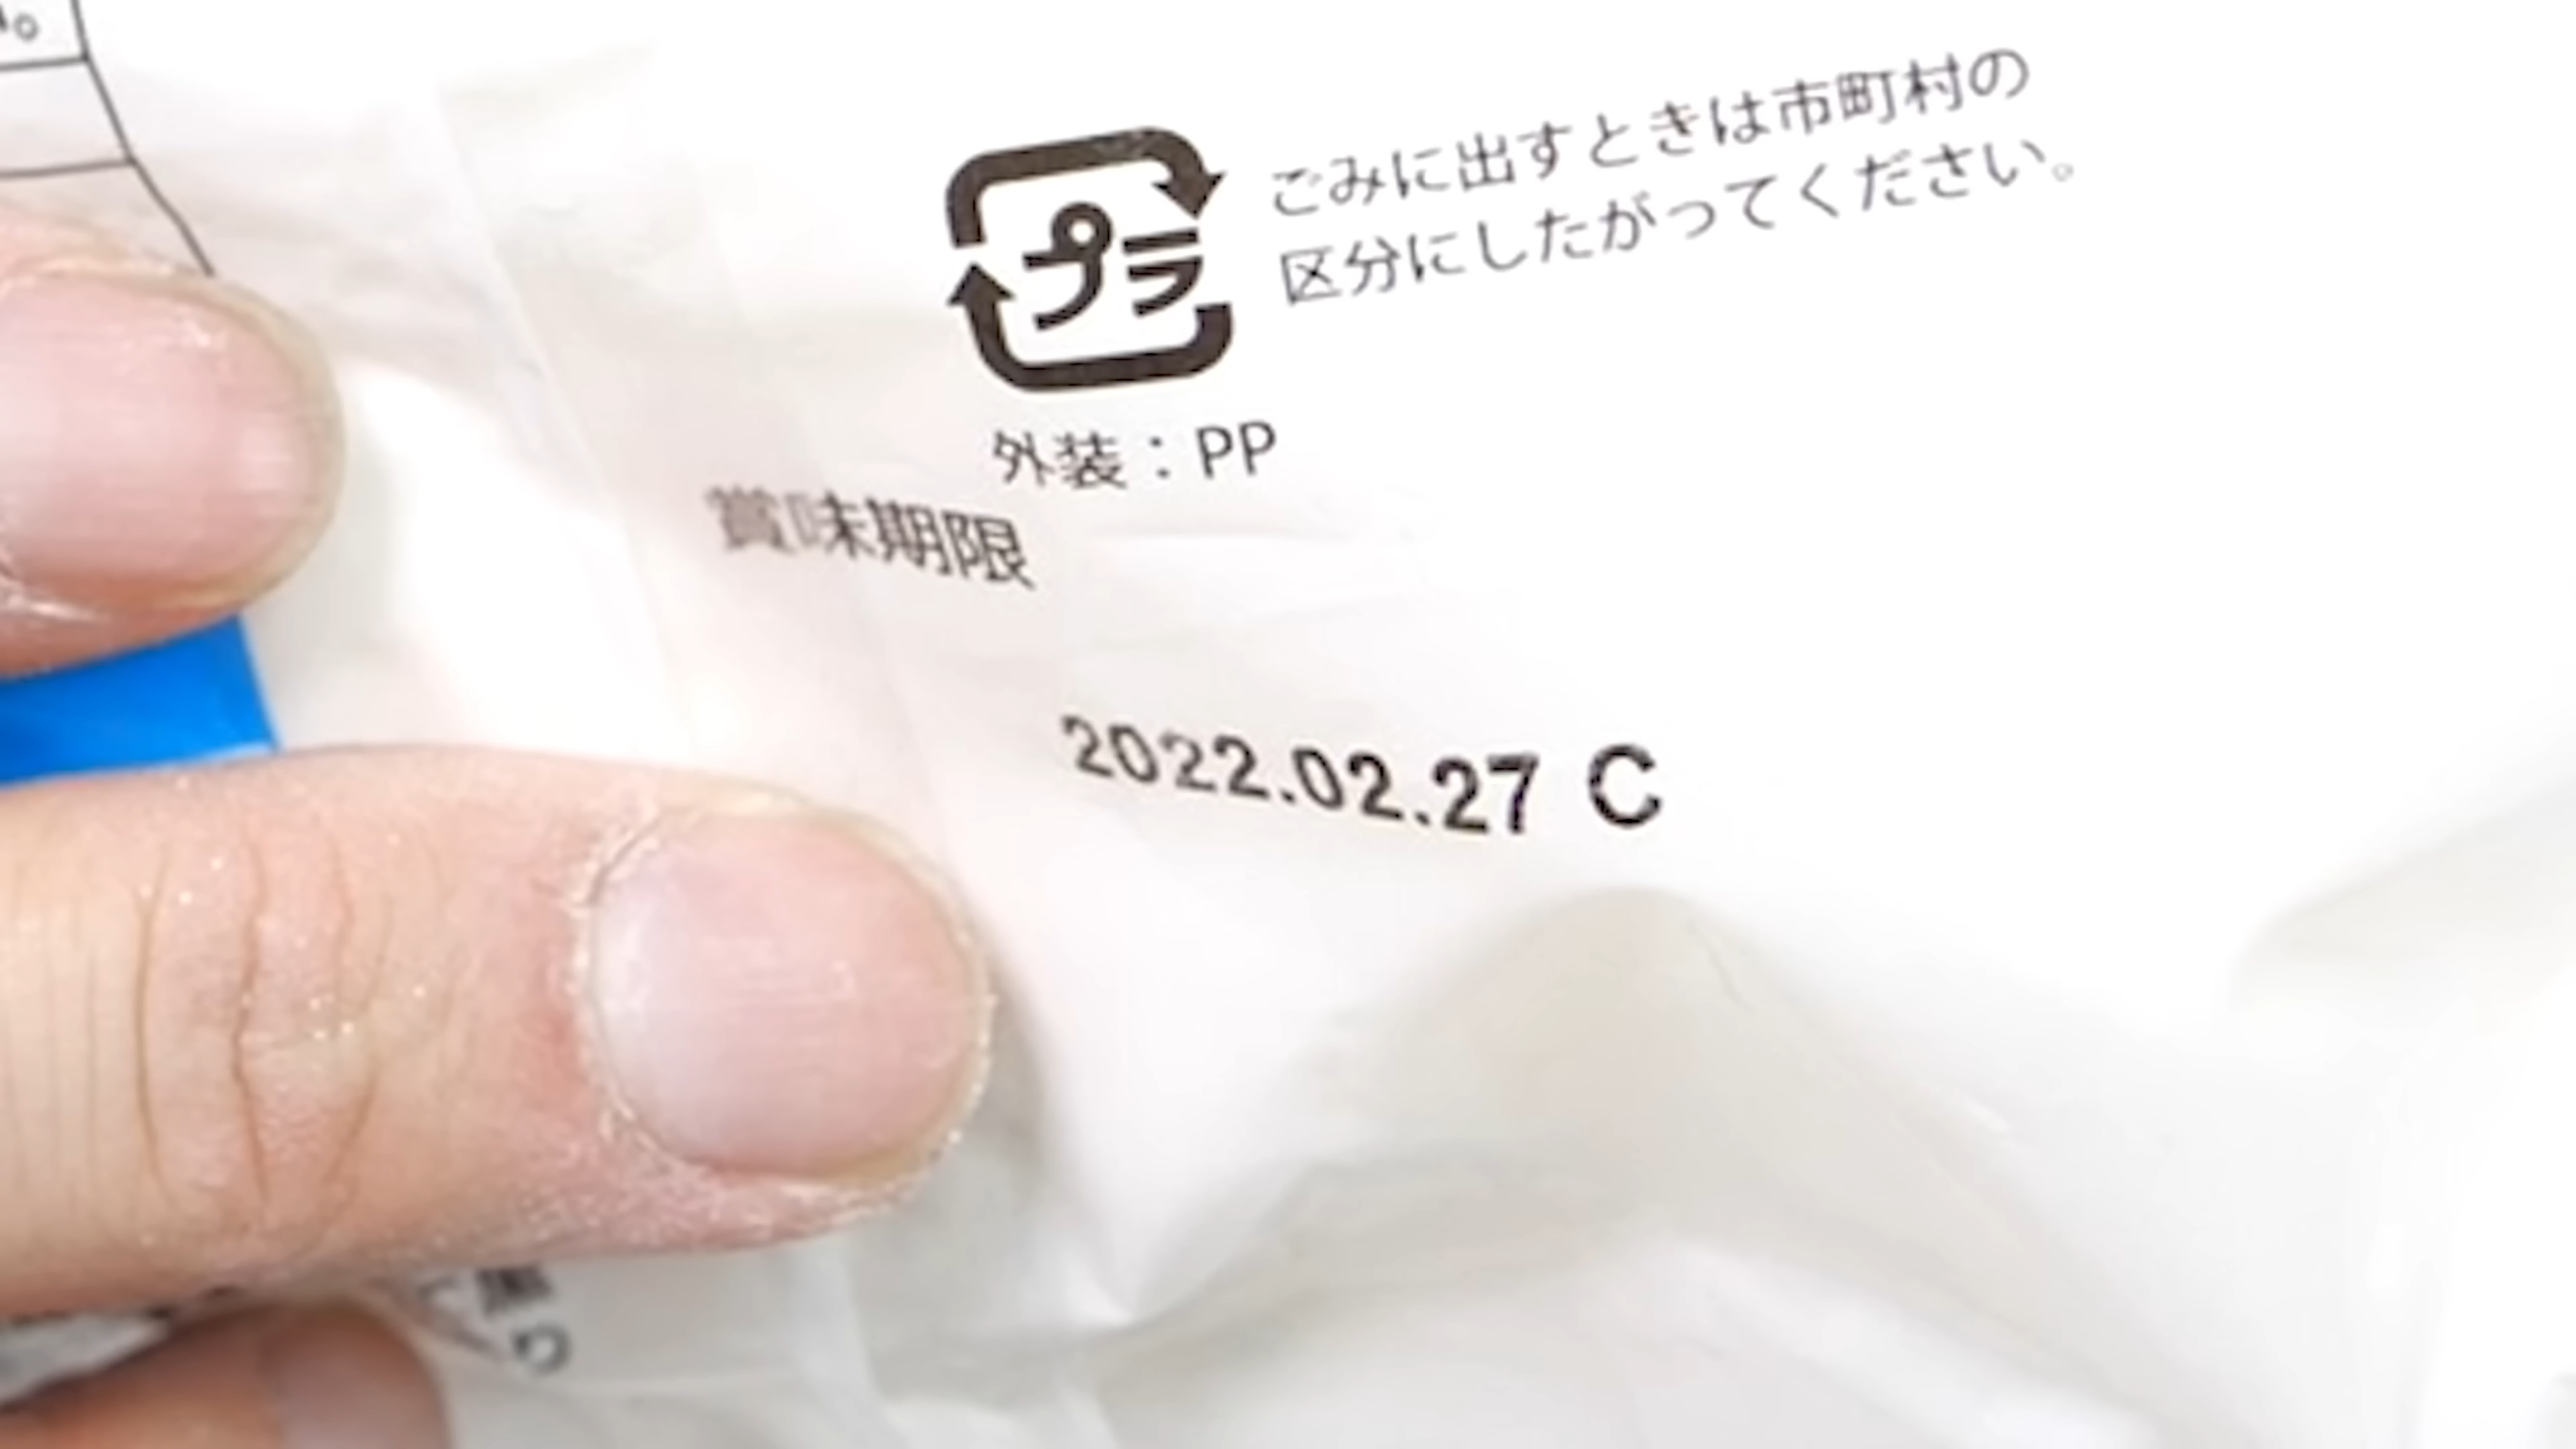 ごみに出すときは市町村の
区分にしたがってください。
プラ
外装：PP
賞味期限
2022.02.27 C